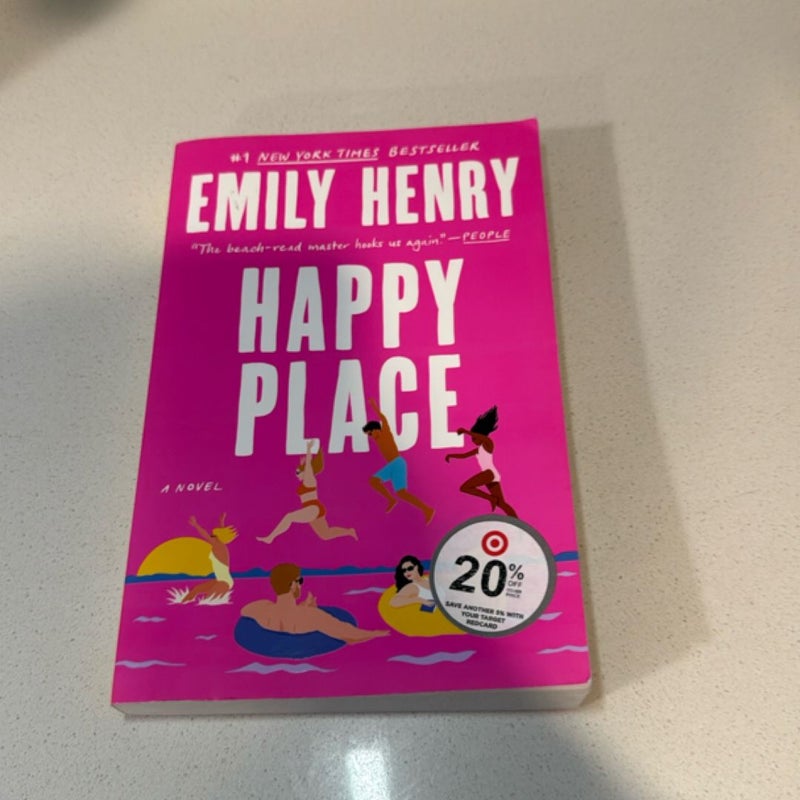 #1 NEW YORK TIMES BESTSELLER
EMILY HENRY
"The beach-read master hooks us again." —PEOPLE
HAPPY
PLACE
A NOVEL
20%
OFF
SAVE ANOTHER 5% WITH
YOUR TARGET
REDCARD